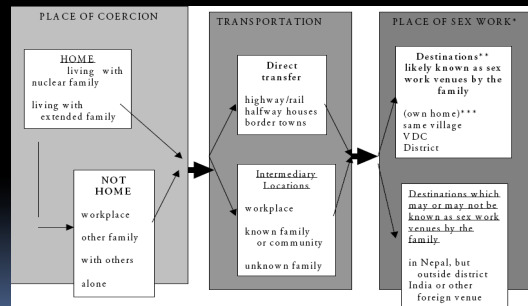 PLACE OF COERCION
HOME
living with
nuclear family
living with
extended family
NOT
HOME
workplace
other family
with others
alone
TRANSPORTATION
Direct
transfer
highway/rail
halfway houses
border towns
Intermediary
Locations
workplace
known family
or community
unknown family
PLACE OF SEX WORK*
Destinations**
likely known as sex
work venues by the
family
(own home)***
same village
VDC
District
Destinations which
may or may not be
known as sex work
venues by the
family
in Nepal, but
outside district
India or other
foreign venue